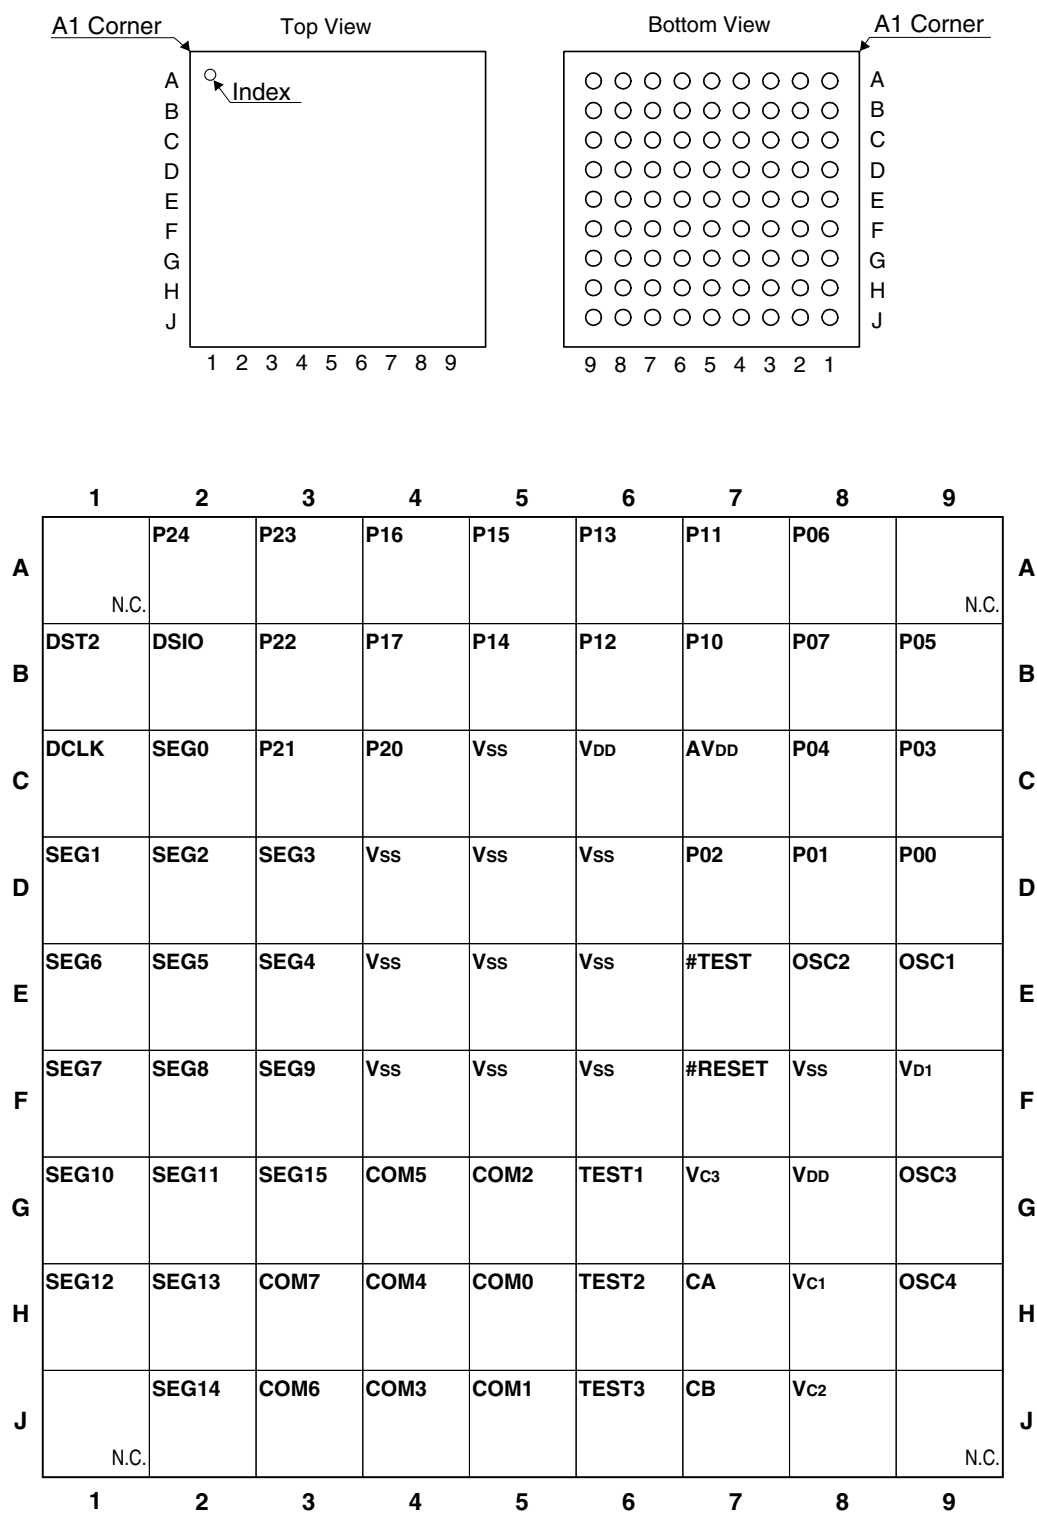 A1 Corner Top View Bottom View A1 Corner
A A
Index
B B
C C
D D
E E
F F
G G
H H
J J
1 2 3 4 5 6 7 8 9 9 8 7 6 5 4 3 2 1
1 2 3 4 5 6 7 8 9
P24 P23 P16 P15 P13 P11 P06
A A
N.C. N.C.
DST2 DSIO P22 P17 P14 P12 P10 P07 P05
B B
DCLK SEG0 P21 P20 VSS VDD AVDD P04 P03
C C
SEG1 SEG2 SEG3 VSS VSS VSS P02 P01 P00
D D
SEG6 SEG5 SEG4 VSS VSS VSS #TEST OSC2 OSC1
E E
SEG7 SEG8 SEG9 VSS VSS VSS #RESET VSS VD1
F F
SEG10 SEG11 SEG15 COM5 COM2 TEST1 VC3 VDD OSC3
G G
SEG12 SEG13 COM7 COM4 COM0 TEST2 CA VC1 OSC4
H H
SEG14 COM6 COM3 COM1 TEST3 CB VC2
J J
N.C. N.C.
1 2 3 4 5 6 7 8 9